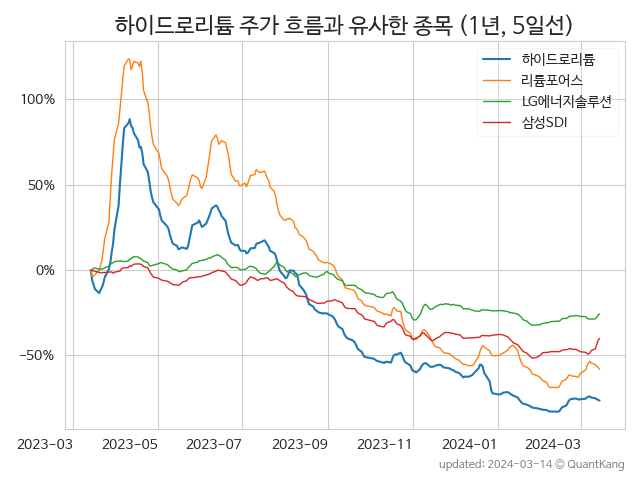 하이드로리튬 주가 흐름과 유사한 종목 (1년, 5일선)
하이드로리튬
리튬포어스
LG에너지솔루션
삼성SDI
100%
50%
0%
−50%
2023-03 2023-05 2023-07 2023-09 2023-11 2024-01 2024-03
updated: 2024-03-14 © QuantKang